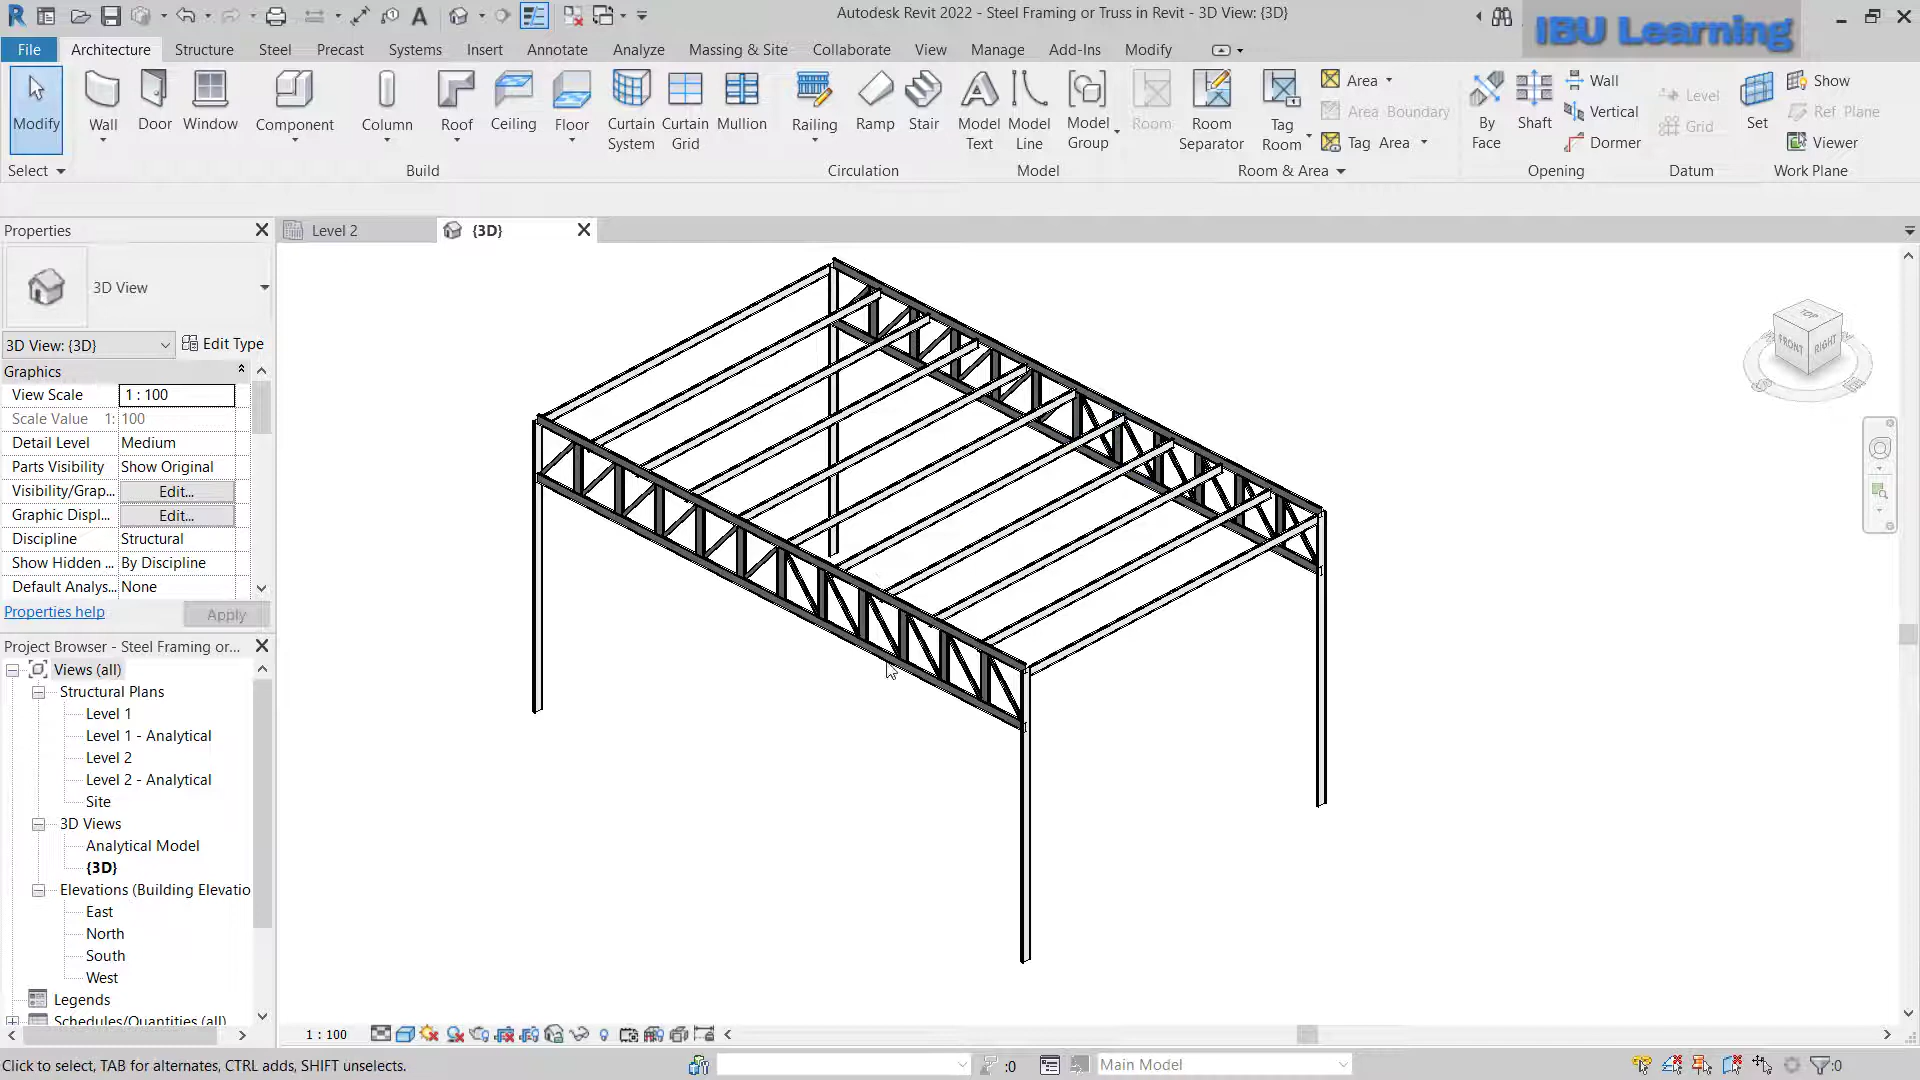 Autodesk Revit 2022 - Steel Framing or Truss in Revit - 3D View: {3D}
IBU Learning
File Architecture Structure Steel Precast Systems Insert Annotate Analyze Massing & Site Collaborate View Manage Add-Ins Modify
Modify
Wall
Door
Window
Component
Column
Roof
Ceiling
Floor
Curtain System
Curtain Grid
Mullion
Railing
Ramp
Stair
Model Text
Model Line
Model Group
Room
Room Separator
Tag Room
Area
Area Boundary
Tag Area
By Face
Shaft
Wall
Vertical
Dormer
Level
Grid
Set
Show
Ref Plane
Viewer
Select
Build
Circulation
Model
Room & Area
Opening
Datum
Work Plane
Properties
Level 2
{3D}
3D View
3D View: {3D}
Edit Type
Graphics
View Scale 1 : 100
Scale Value 1: 100
Detail Level Medium
Parts Visibility Show Original
Visibility/Grap... Edit...
Graphic Displ... Edit...
Discipline Structural
Show Hidden ... By Discipline
Default Analys... None
Properties help
Apply
Project Browser - Steel Framing or...
Views (all)
Structural Plans
Level 1
Level 1 - Analytical
Level 2
Level 2 - Analytical
Site
3D Views
Analytical Model
{3D}
Elevations (Building Elevatio
East
North
South
West
Legends
Schedules/Quantities (all)
TOP
FRONT
RIGHT
1 : 100
Click to select, TAB for alternates, CTRL adds, SHIFT unselects.
:0
Main Model
:0